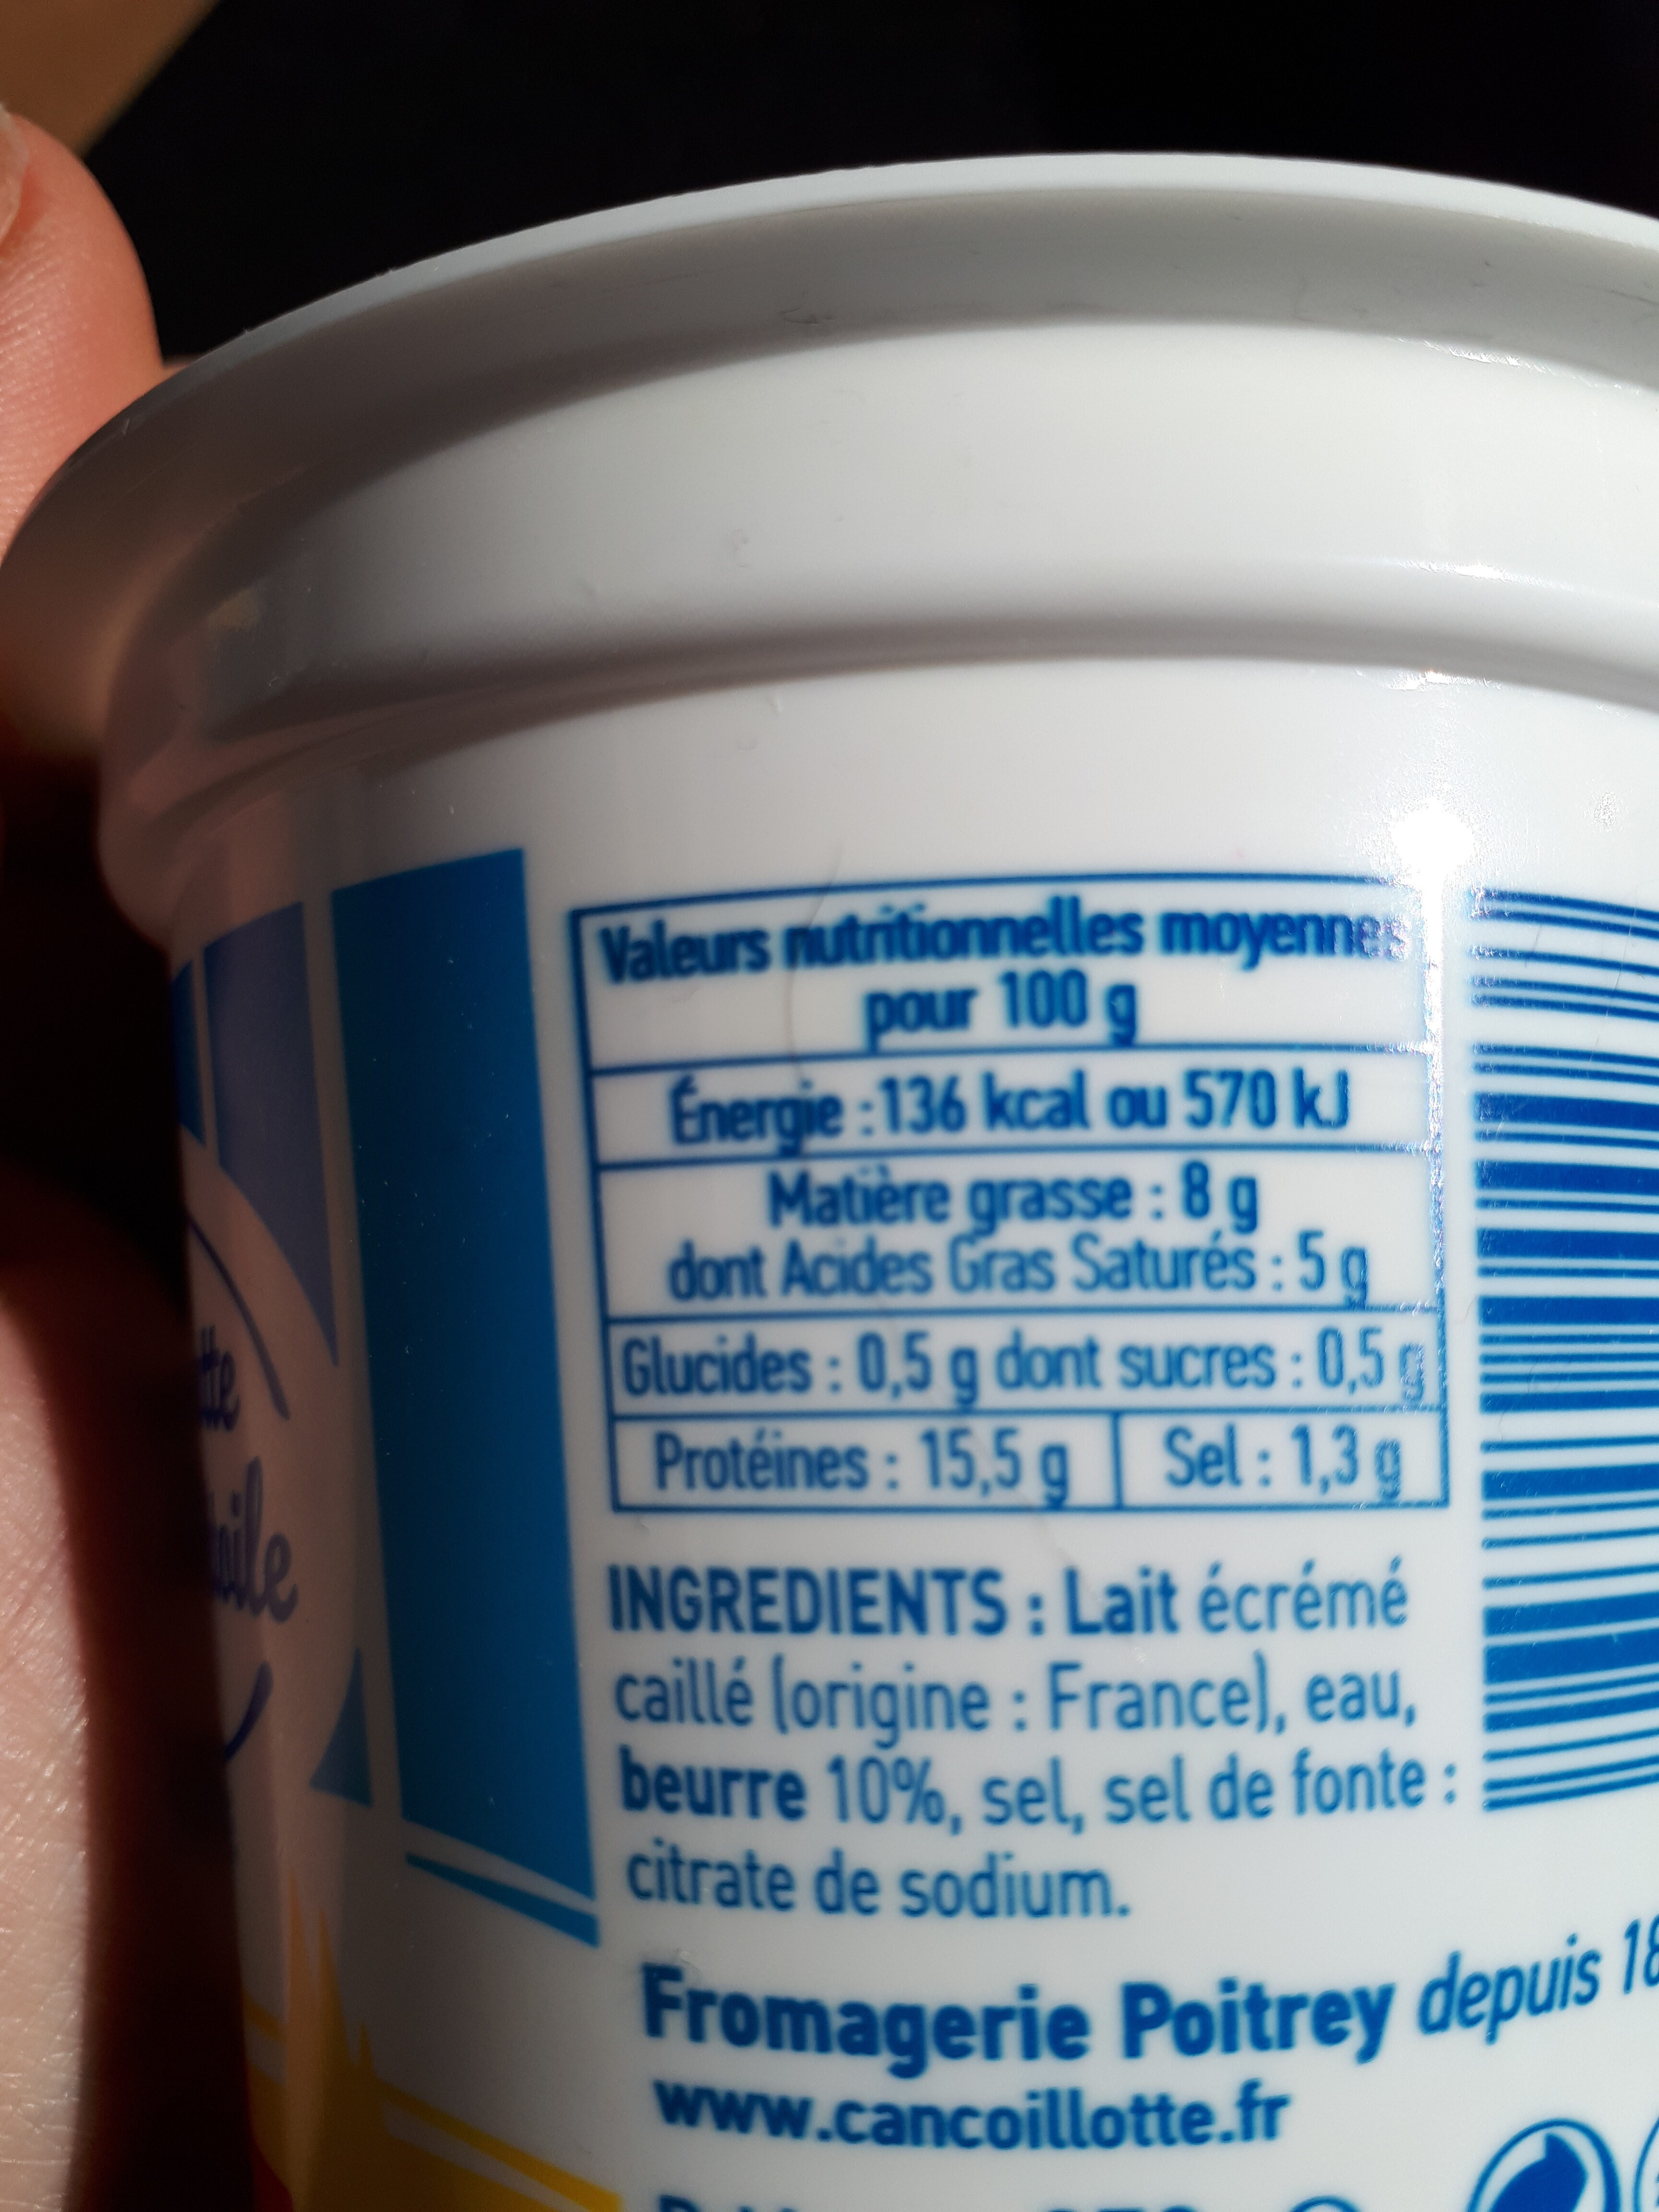 Valeurs nutritionnelles moyennes
pour 100 g
Énergie : 136 kcal ou 570 kJ
Matière grasse : 8 g
dont Acides Gras Saturés : 5 g
Glucides : 0,5 g dont sucres : 0,5 g
Protéines : 15,5 g Sel : 1,3 g
INGREDIENTS : Lait écrémé
caillé (origine : France), eau,
beurre 10%, sel, sel de fonte :
citrate de sodium.
Fromagerie Poitrey depuis 18
www.cancoillotte.fr